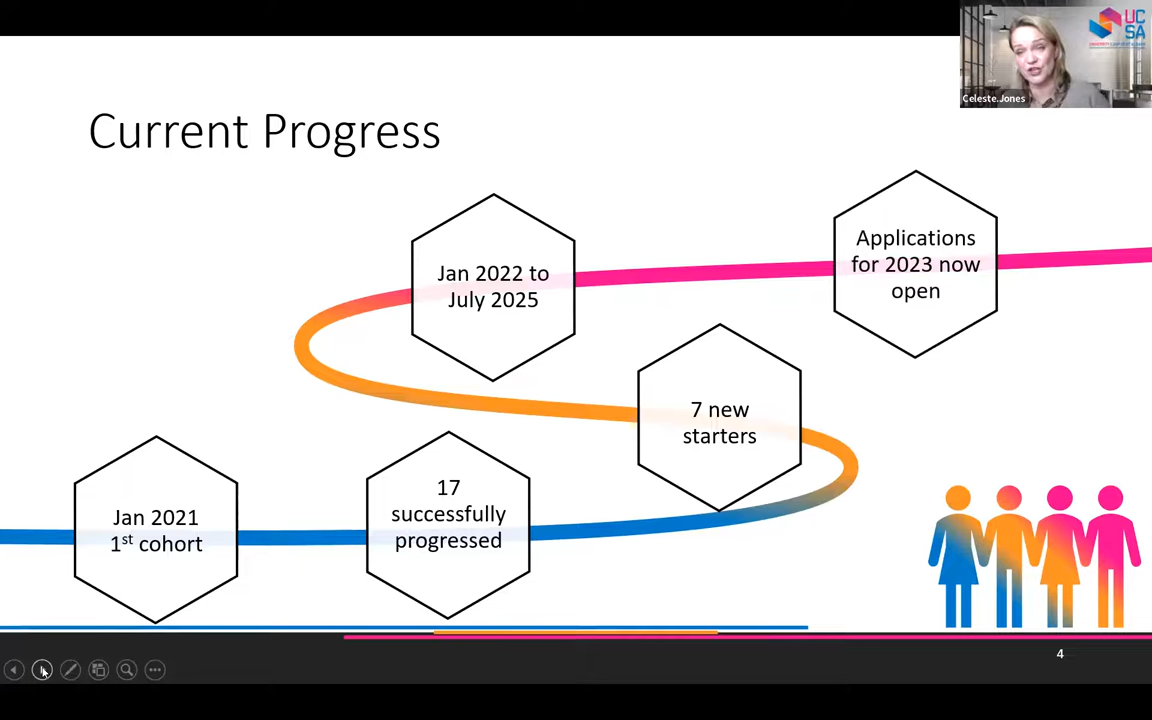 UC
SA
Celeste.Jones
Current Progress
Jan 2022 to
July 2025
Applications
for 2023 now
open
7 new
starters
Jan 2021
1st cohort
17
successfully
progressed
4